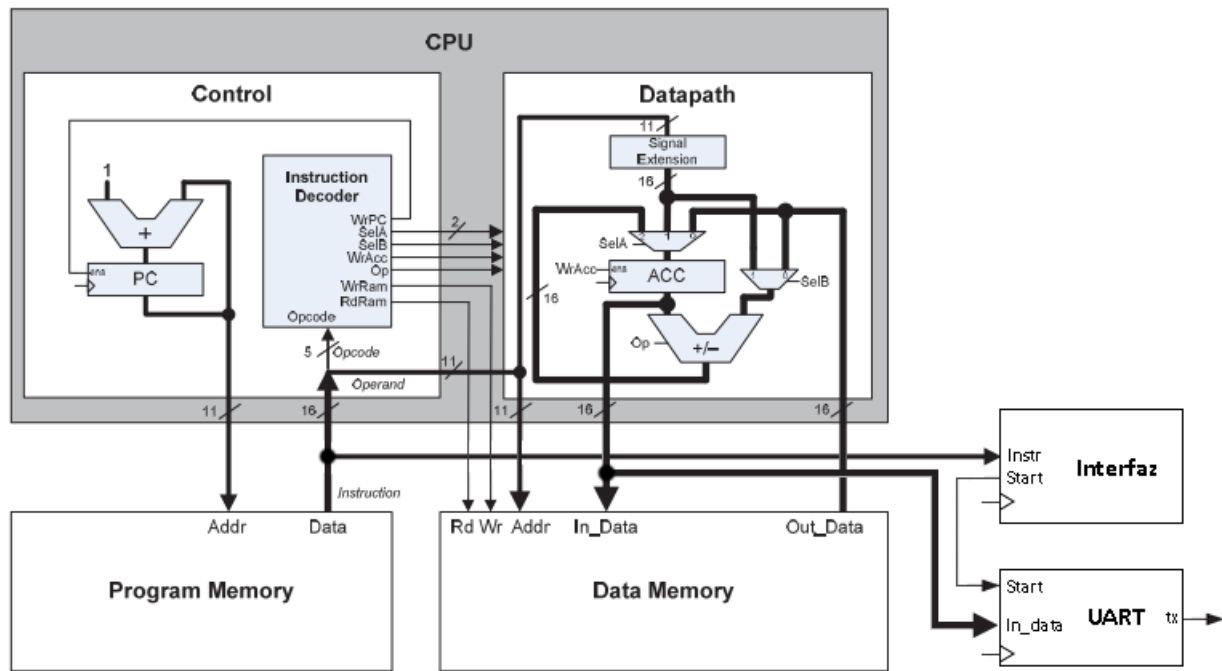 CPU
Control
Datapath
1
+
ens
PC
Instruction
Decoder
WrPC
SelA
SelB
WrAcc
Op
WrRam
RdRam
Opcode
2
5
Opcode
Operand
11
11
Signal
Extension
16
2
1
0
SelA
WrAcc
ens
ACC
1
0
SelB
16
Op
+/−
11
16
11
16
16
Instruction
Addr
Data
Program Memory
Rd
Wr
Addr
In_Data
Out_Data
Data Memory
Instr
Start
Interfaz
Start
In_data
UART
tx